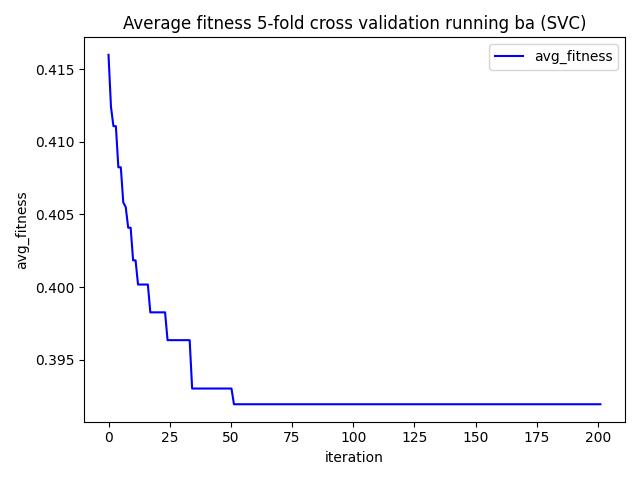 Average fitness 5-fold cross validation running ba (SVC)
avg_fitness
avg_fitness
0.415
0.410
0.405
0.400
0.395
0 25 50 75 100 125 150 175 200
iteration